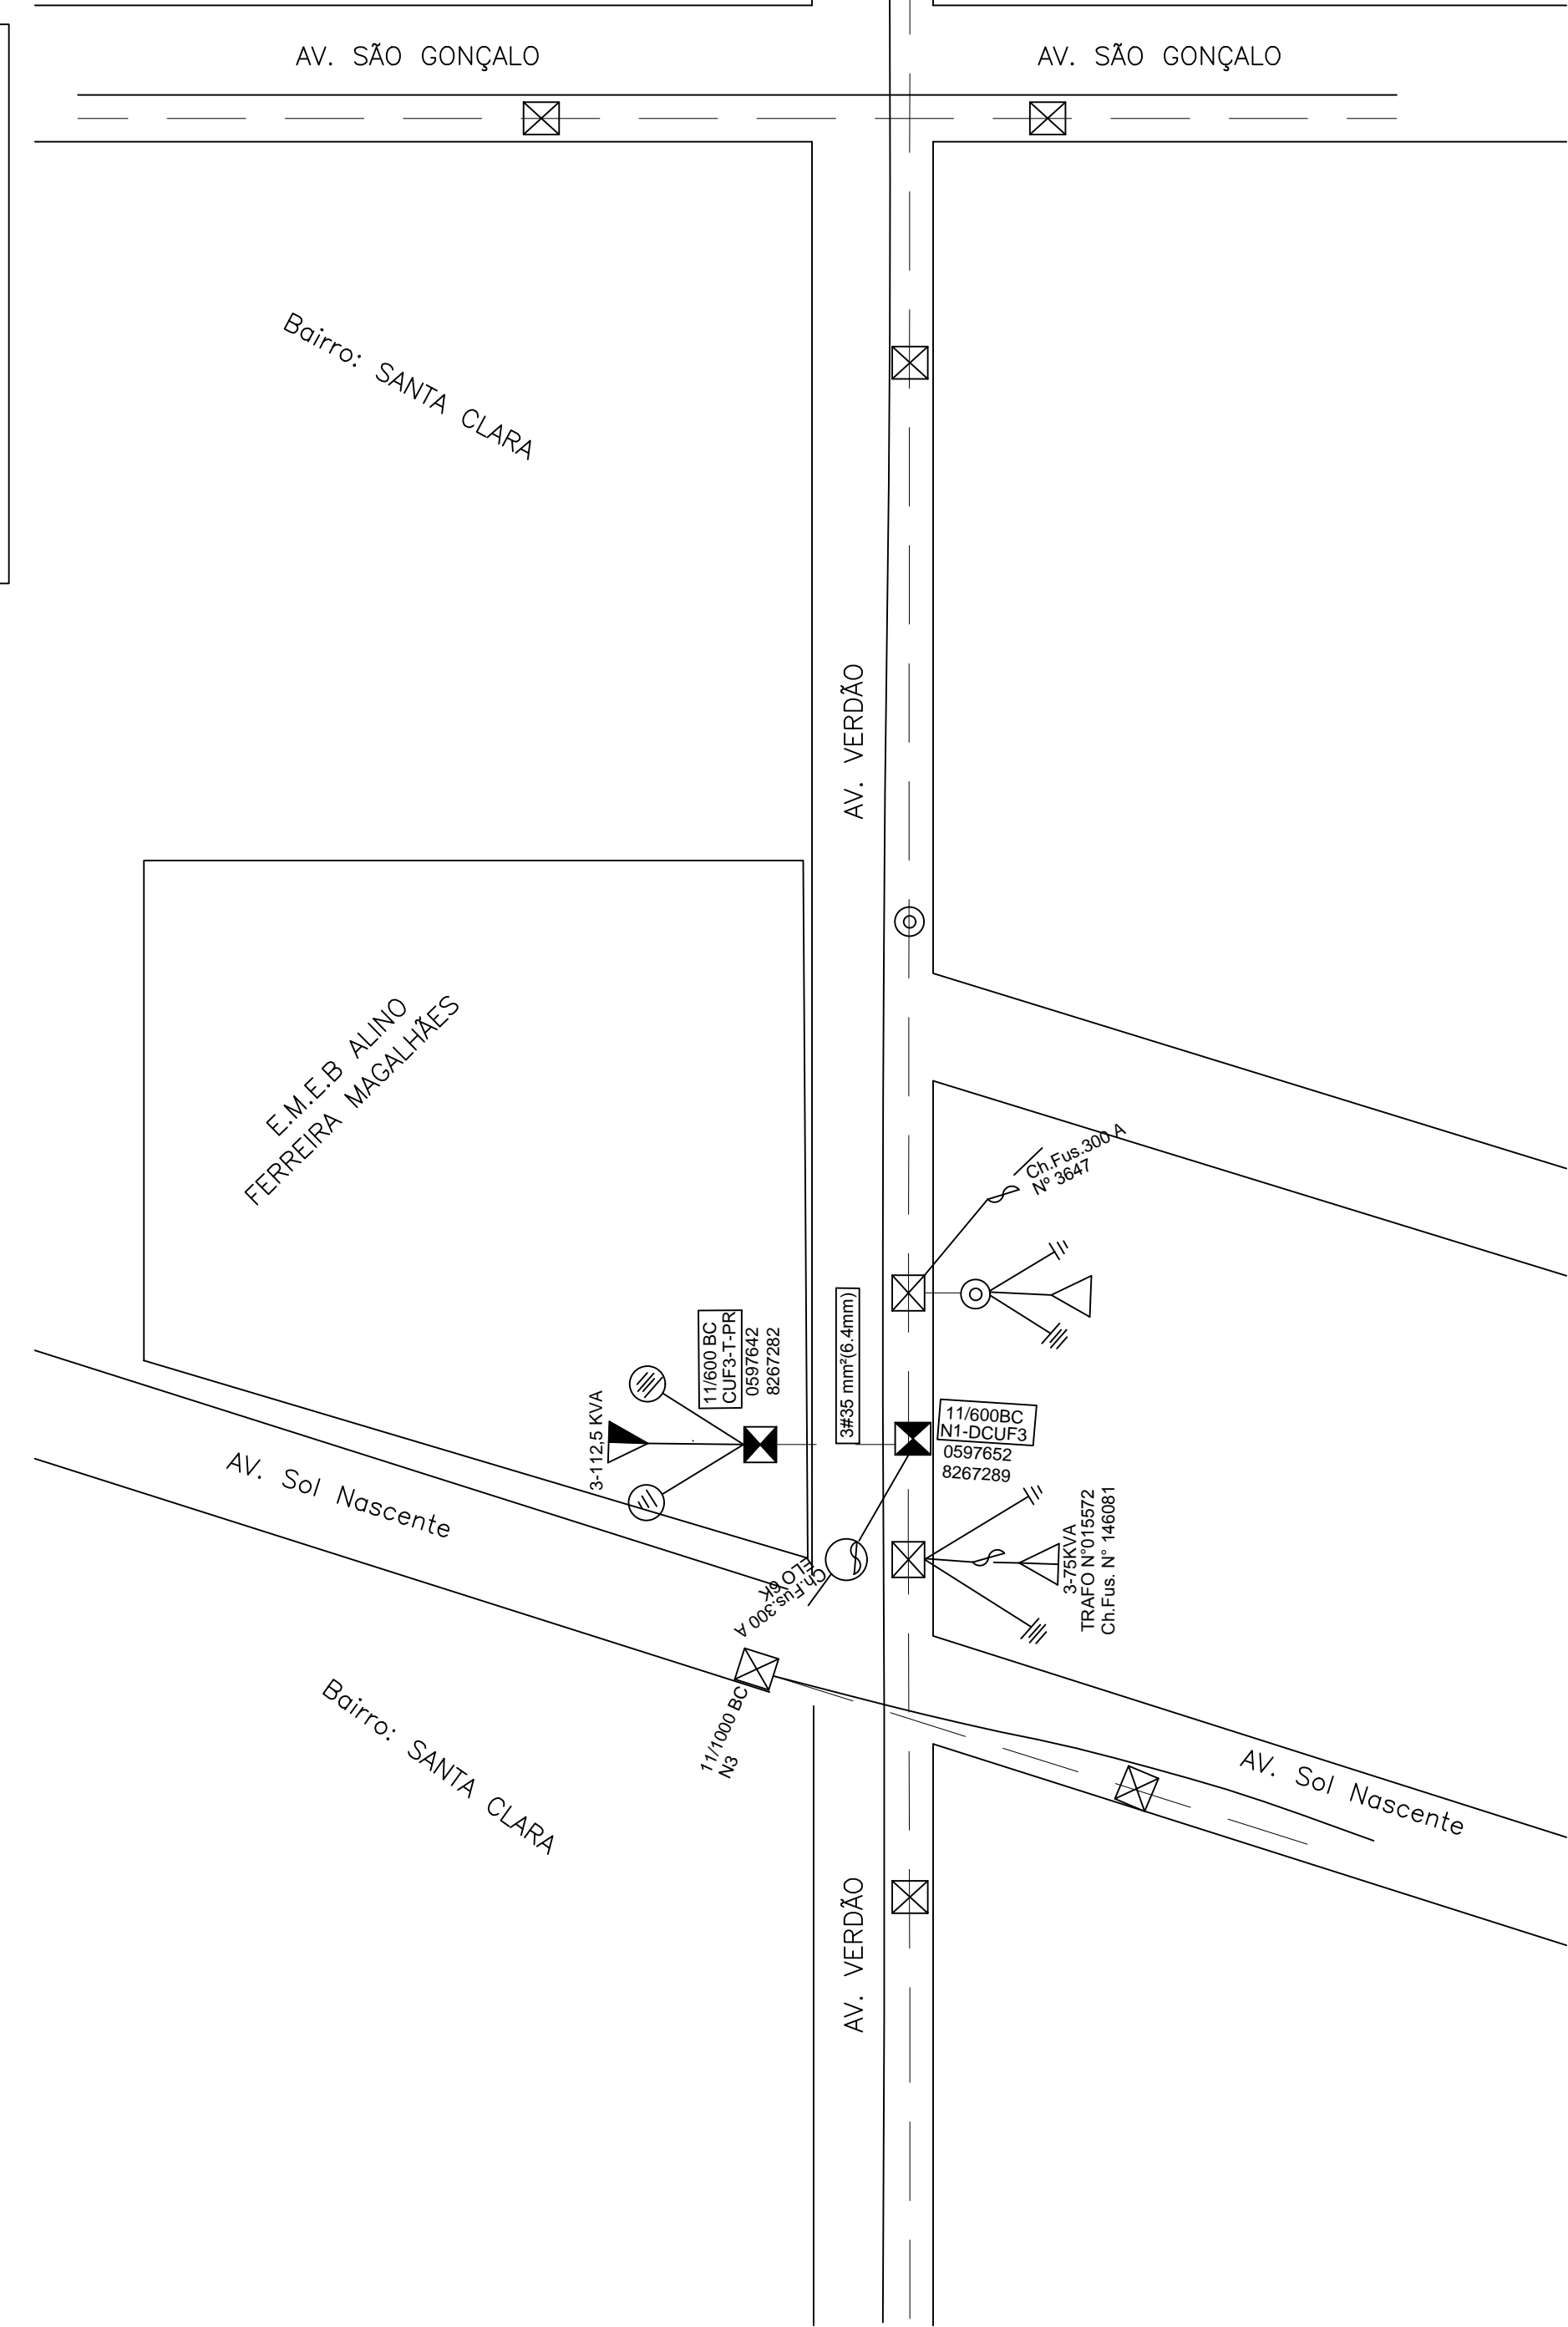 AV. SÃO GONÇALO
AV. SÃO GONÇALO
Bairro: SANTA CLARA
AV. VERDÃO
E.M.E.B ALINO
FERREIRA MAGALHÃES
Ch.Fus.300 A
Nº 3647
3#35 mm²(6.4mm)
11/600 BC
CUF3-T-PR
0597642
8267282
3-112,5 KVA
11/600BC
N1-DCUF3
0597652
8267289
AV. Sol Nascente
3-75KVA
TRAFO N°015572
Ch.Fus. N° 146081
Ch.Fus.300 A
ELO 6K
11/1000 BC
N3
Bairro: SANTA CLARA
AV. Sol Nascente
AV. VERDÃO